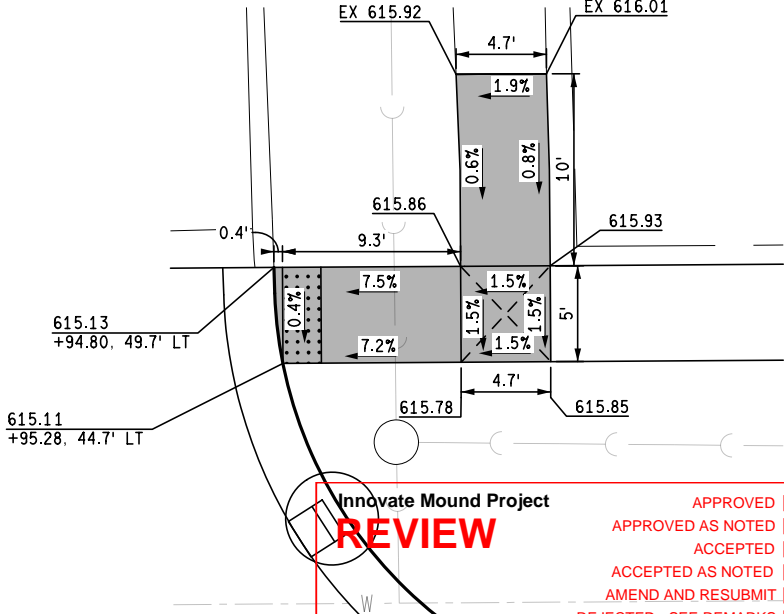 EX 615.92
EX 616.01
4.7'
1.9%
0.6%
0.8%
10'
615.86
615.93
0.4'
9.3'
7.5%
1.5%
0.4%
1.5%
1.5%
5'
7.2%
1.5%
615.13
+94.80, 49.7' LT
4.7'
615.78
615.85
615.11
+95.28, 44.7' LT
Innovate Mound Project
REVIEW
APPROVED
APPROVED AS NOTED
ACCEPTED
ACCEPTED AS NOTED
AMEND AND RESUBMIT
REJECTED - SEE REMARKS
W